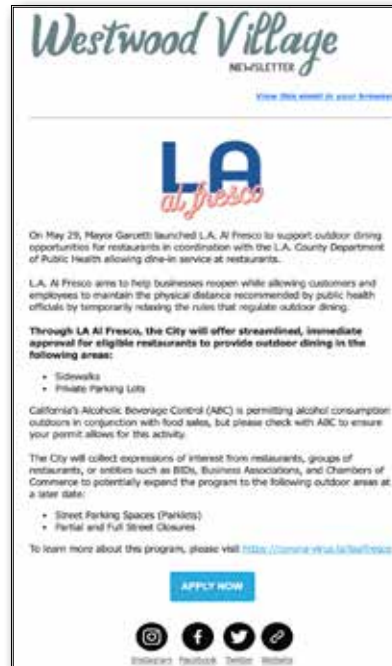 Westwood Village
NEWSLETTER
View this email in your browser
LA
al fresco
On May 29, Mayor Garcetti launched L.A. Al Fresco to support outdoor dining
opportunities for restaurants in coordination with the L.A. County Department
of Public Health allowing dine-in service at restaurants.
L.A. Al Fresco aims to help businesses reopen while allowing customers and
employees to maintain the physical distance recommended by public health
officials by temporarily relaxing the rules that regulate outdoor dining.
Through LA Al Fresco, the City will offer streamlined, immediate
approval for eligible restaurants to provide outdoor dining in the
following areas:
• Sidewalks
• Private Parking Lots
California's Alcoholic Beverage Control (ABC) is permitting alcohol consumption
outdoors in conjunction with food sales, but please check with ABC to ensure
your permit allows for this activity.
The City will collect expressions of interest from restaurants, groups of
restaurants, or entities such as BIDs, Business Associations, and Chambers of
Commerce to potentially expand the program to the following outdoor areas at
a later date:
• Street Parking Spaces (Parklets)
• Partial and Full Street Closures
To learn more about this program, please visit https://corona-virus.la/laalfresco
APPLY NOW
Instagram Facebook Twitter Website